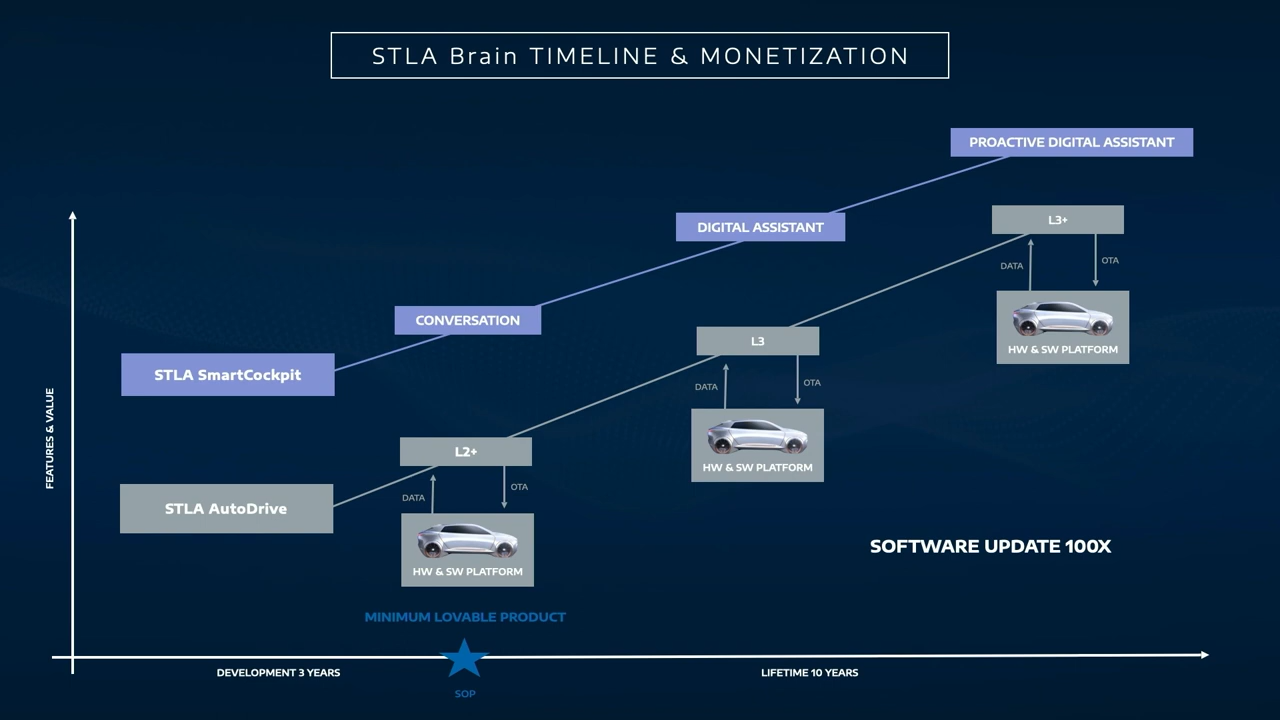 STLA Brain TIMELINE & MONETIZATION
PROACTIVE DIGITAL ASSISTANT
DIGITAL ASSISTANT
L3+
DATA
OTA
HW & SW PLATFORM
CONVERSATION
L3
DATA
OTA
HW & SW PLATFORM
STLA SmartCockpit
L2+
DATA
OTA
HW & SW PLATFORM
STLA AutoDrive
FEATURES & VALUE
SOFTWARE UPDATE 100X
MINIMUM LOVABLE PRODUCT
DEVELOPMENT 3 YEARS
LIFETIME 10 YEARS
SOP